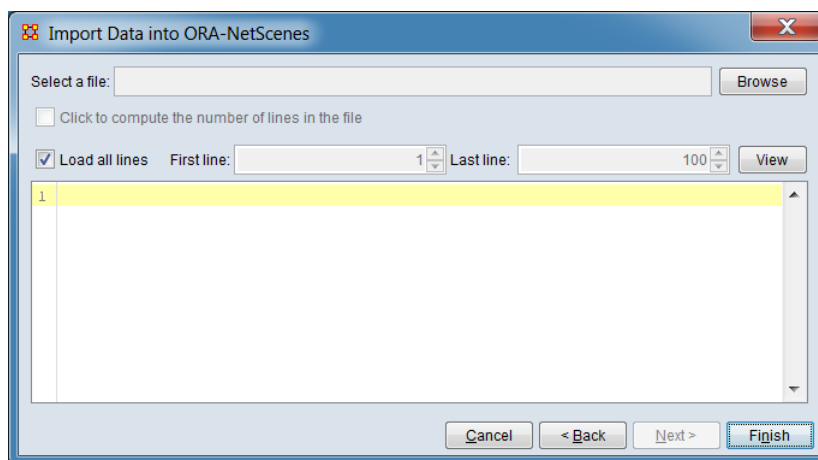 Import Data into ORA-NetScenes
Select a file: Browse
Click to compute the number of lines in the file
Load all lines First line: 1 Last line: 100 View
1
Cancel < Back Next > Finish